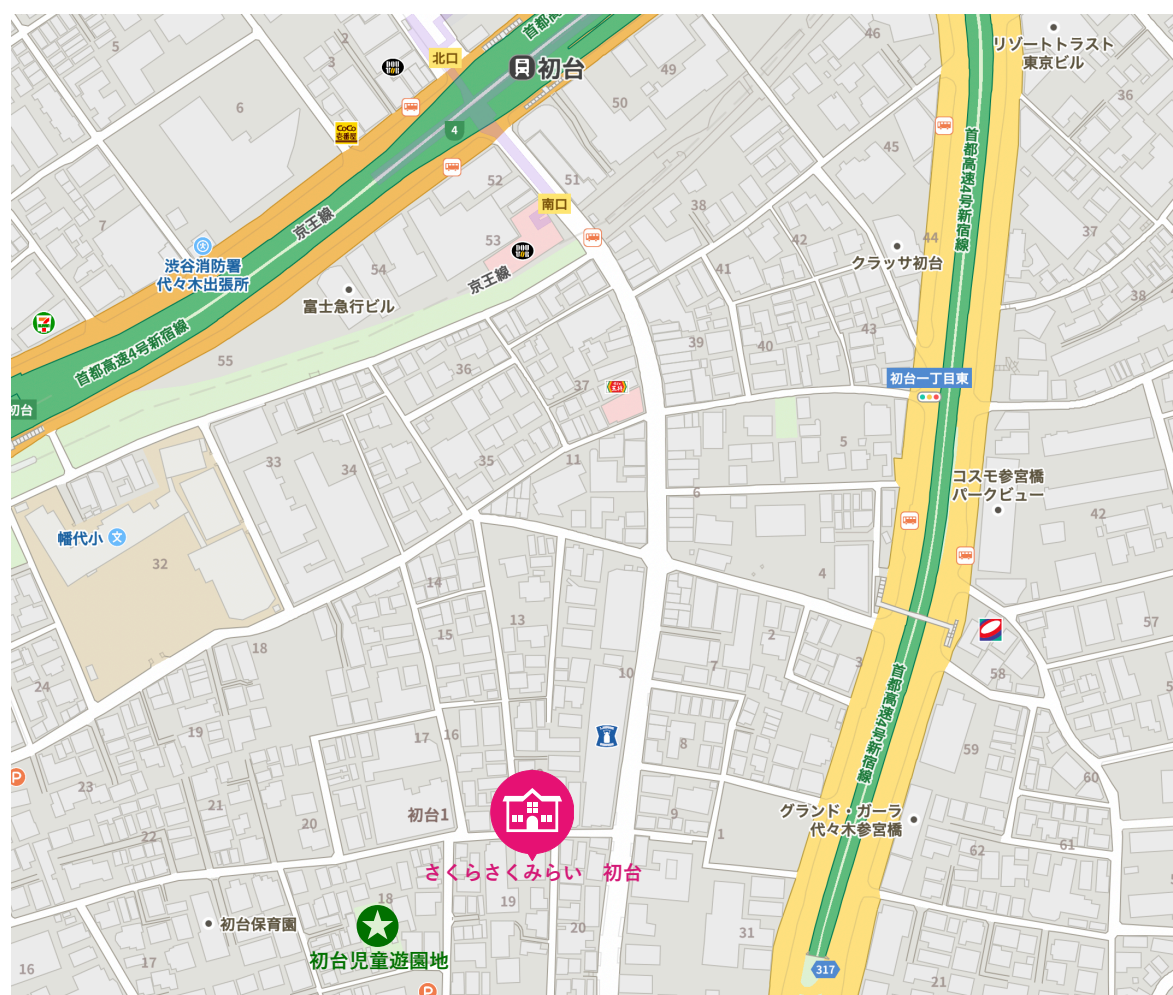 首都高
2
北口
初台
3
5
49
46
リゾートトラスト
東京ビル
36
6
CoCo
壱番屋
4
50
45
首都高速4号新宿線
52
51
南口
38
7
京王線
53
42
44
37
渋谷消防署
代々木出張所
クラッサ初台
54
41
京王線
富士急行ビル
38
首都高速4号新宿線
43
39
40
55
36
37
初台一丁目東
初台
5
33
34
35
11
コスモ参宮橋
パークビュー
6
42
幡代小
文
32
4
14
13
57
15
2
18
3
7
10
58
24
首都高速4号新宿線
19
17
16
8
59
23
P
60
21
初台1
20
9
グランド・ガーラ
代々木参宮橋
22
1
61
62
さくらさくみらい 初台
18
19
初台保育園
20
31
初台児童遊園地
16
17
317
21
P